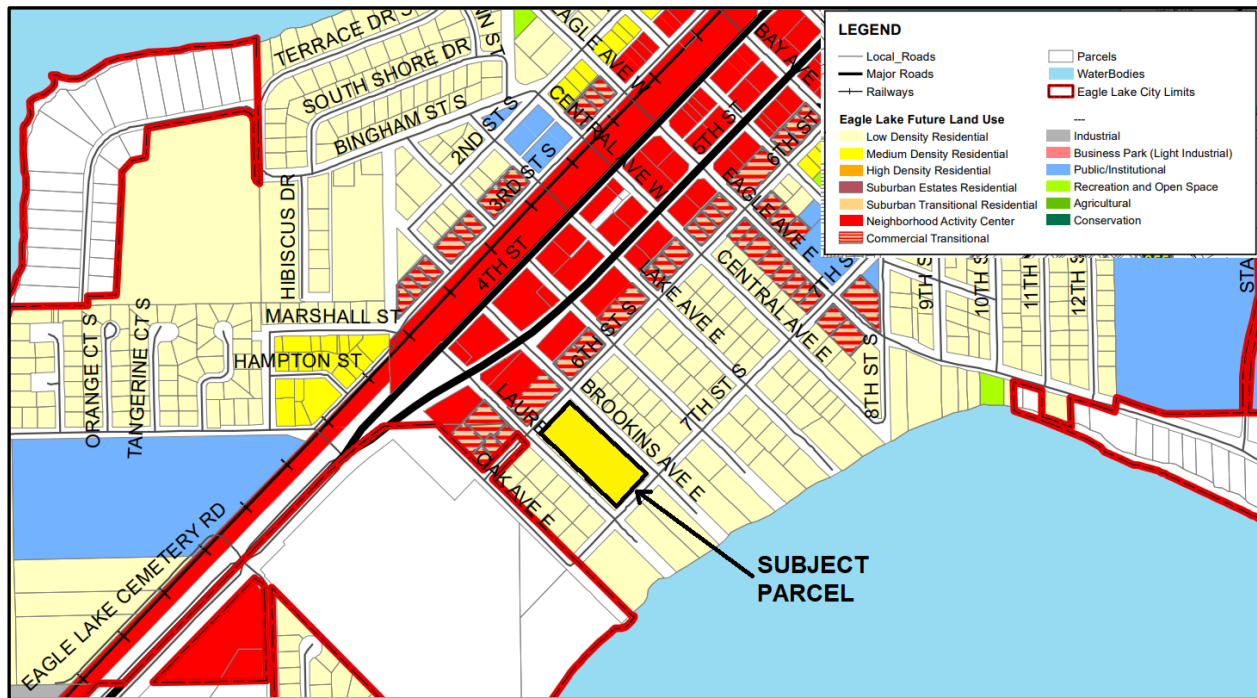 LEGEND
Local_Roads
Major Roads
Railways
Parcels
WaterBodies
Eagle Lake City Limits
Eagle Lake Future Land Use
Low Density Residential
Medium Density Residential
High Density Residential
Suburban Estates Residential
Suburban Transitional Residential
Neighborhood Activity Center
Commercial Transitional
---
Industrial
Business Park (Light Industrial)
Public/Institutional
Recreation and Open Space
Agricultural
Conservation
TERRACE DR S
SOUTH SHORE DR
BINGHAM ST S
WN ST
EAGLE AVE W
BAY AVE
CENTRAL AVE W
2ND ST S
3RD ST S
4TH ST
5TH ST
6TH ST
EAGLE AVE E
7TH S
HIBISCUS DR
MARSHALL ST
HAMPTON ST
ORANGE CT S
TANGERINE CT S
LAKE AVE E
CENTRAL AVE E
6TH ST S
LAURE
BROOKINS AVE E
7TH ST S
8TH ST S
9TH S
10TH S
11TH
12TH S
STA
OAK AVE E
EAGLE LAKE CEMETERY RD
SUBJECT
PARCEL